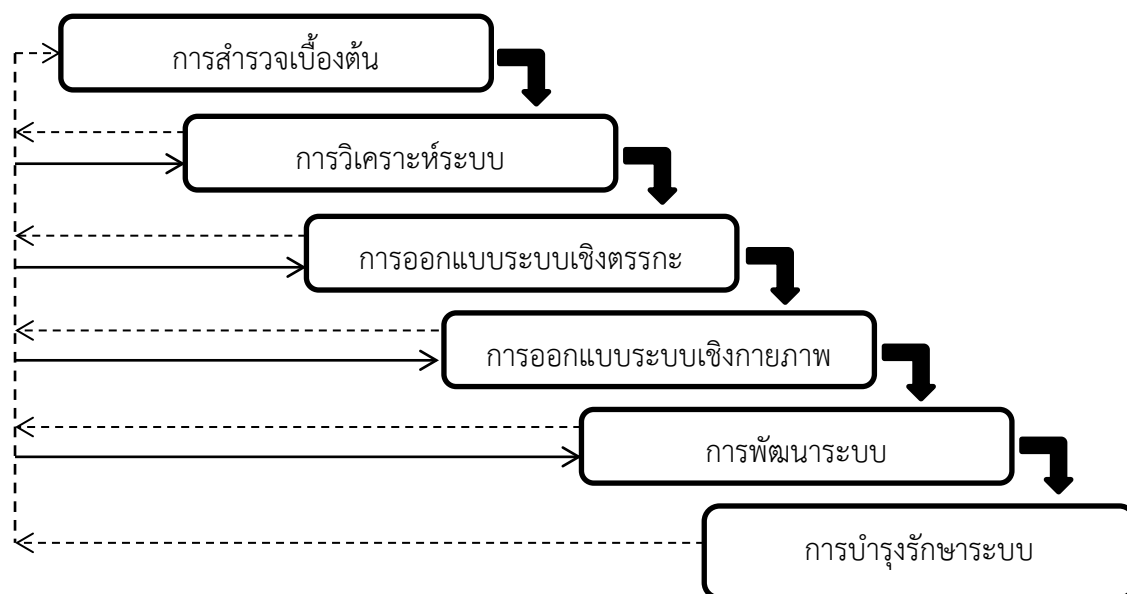 การสำรวจเบื้องต้น
การวิเคราะห์ระบบ
การออกแบบระบบเชิงตรรกะ
การออกแบบระบบเชิงกายภาพ
การพัฒนาระบบ
การบำรุงรักษาระบบ